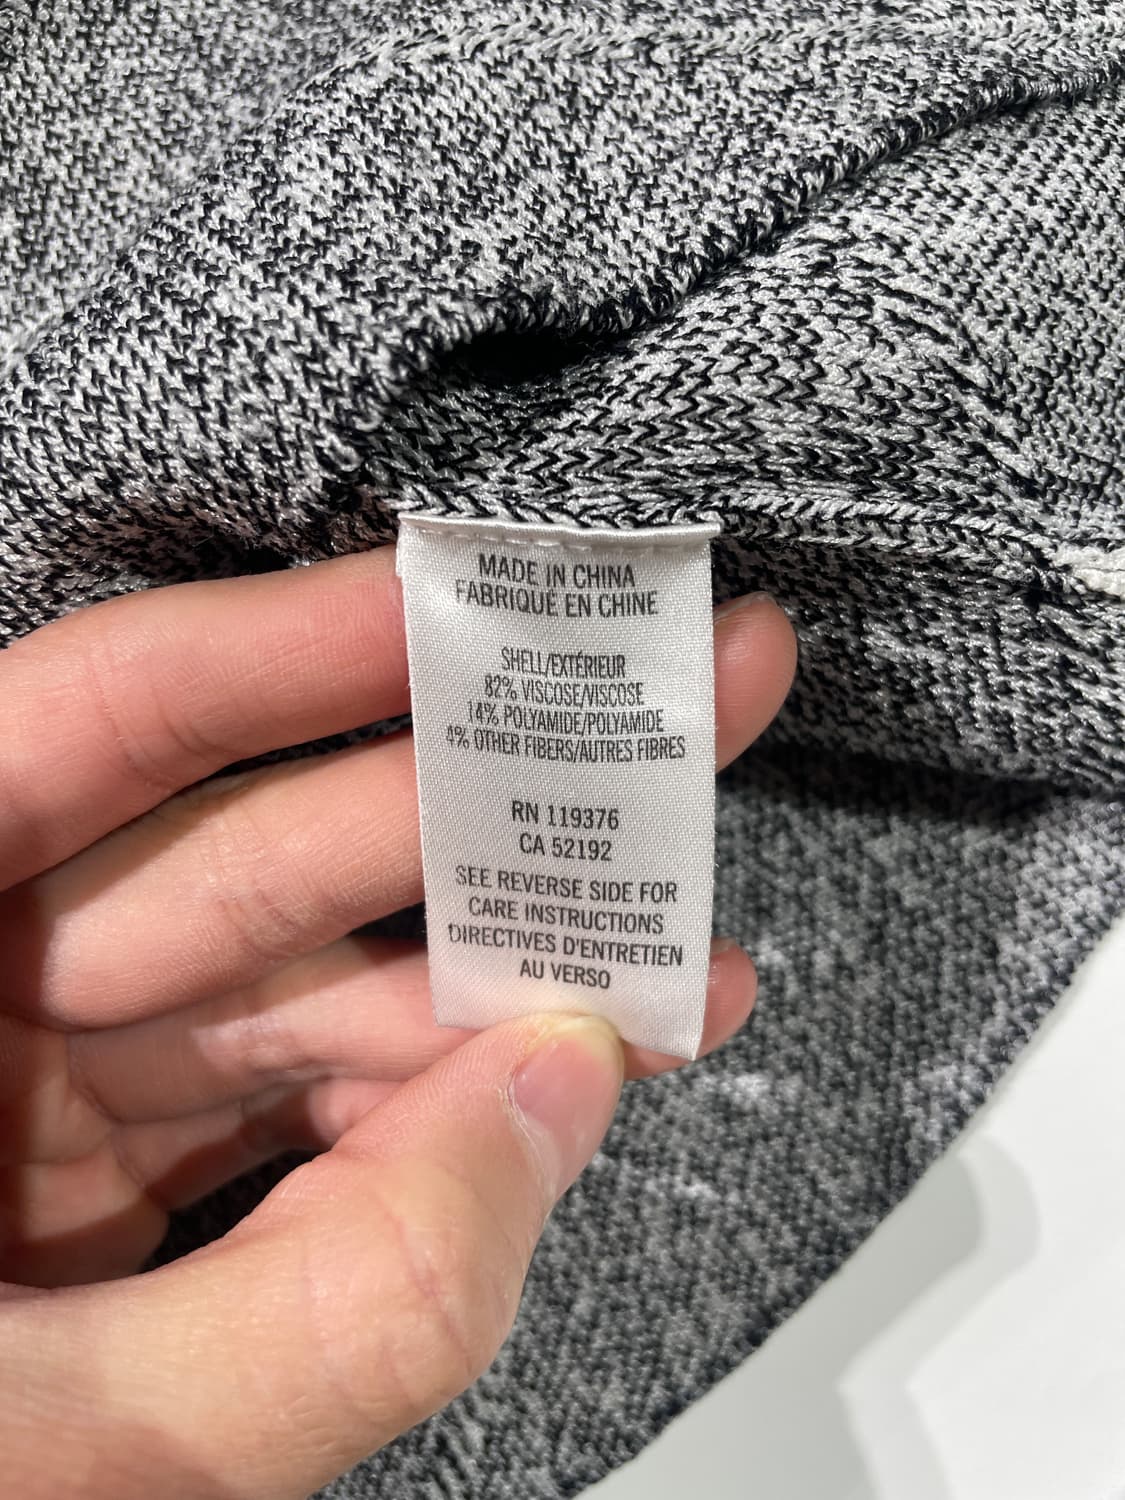 MADE IN CHINA
FABRIQUÉ EN CHINE
SHELL/EXTÉRIEUR
82% VISCOSE/VISCOSE
14% POLYAMIDE/POLYAMIDE
4% OTHER FIBERS/AUTRES FIBRES
RN 119376
CA 52192
SEE REVERSE SIDE FOR
CARE INSTRUCTIONS
DIRECTIVES D'ENTRETIEN
AU VERSO